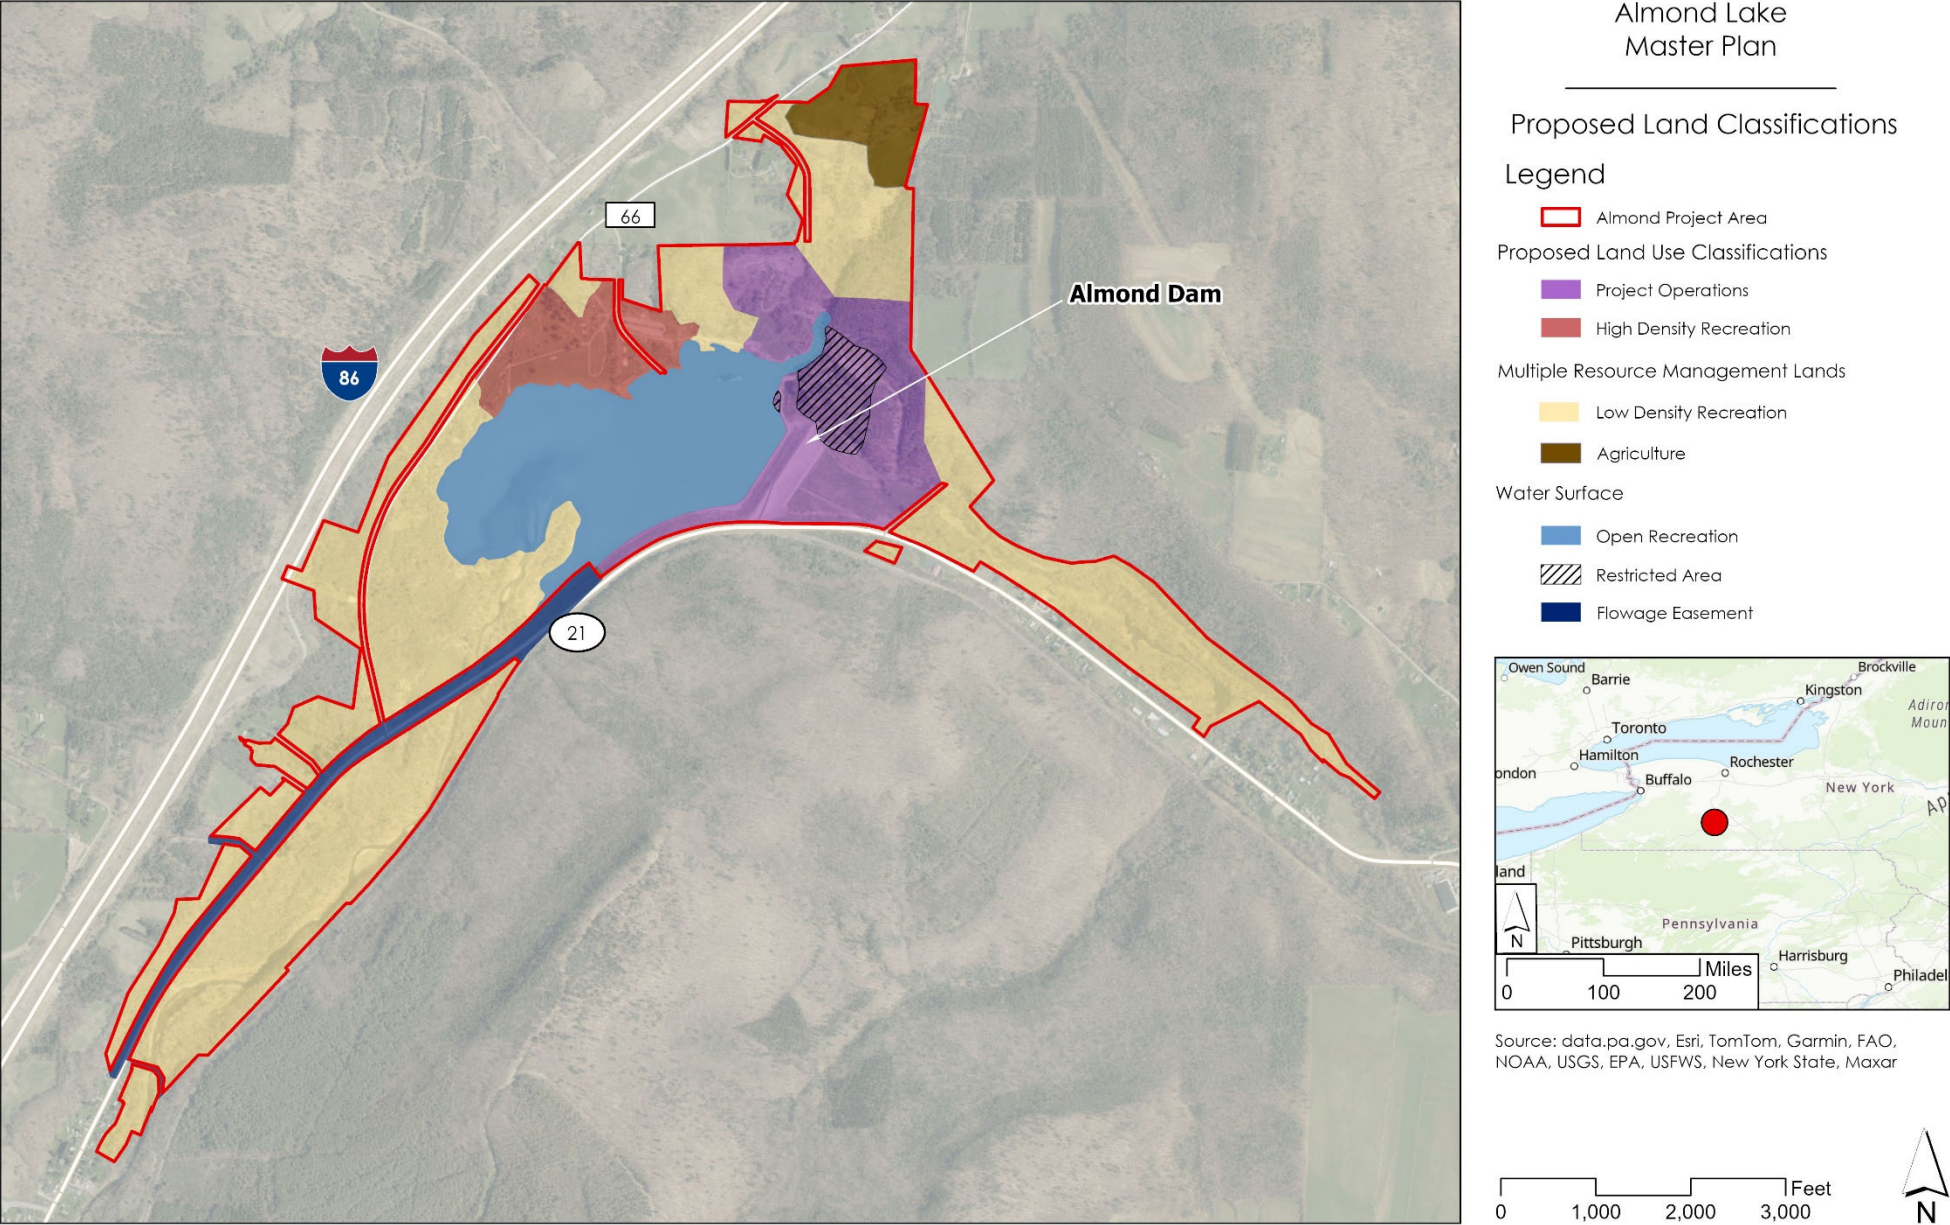 66
Almond Dam
86
21
Almond Lake
Master Plan
Proposed Land Classifications
Legend
Almond Project Area
Proposed Land Use Classifications
Project Operations
High Density Recreation
Multiple Resource Management Lands
Low Density Recreation
Agriculture
Water Surface
Open Recreation
Restricted Area
Flowage Easement
Owen Sound
Barrie
Brockville
Kingston
Adiron
Moun
Toronto
Hamilton
ondon
Rochester
Buffalo
New York
Ap
land
Pennsylvania
N
Pittsburgh
Harrisburg
Miles
Philadel
0 100 200
Source: data.pa.gov, Esri, TomTom, Garmin, FAO,
NOAA, USGS, EPA, USFWS, New York State, Maxar
Feet
0 1,000 2,000 3,000
N